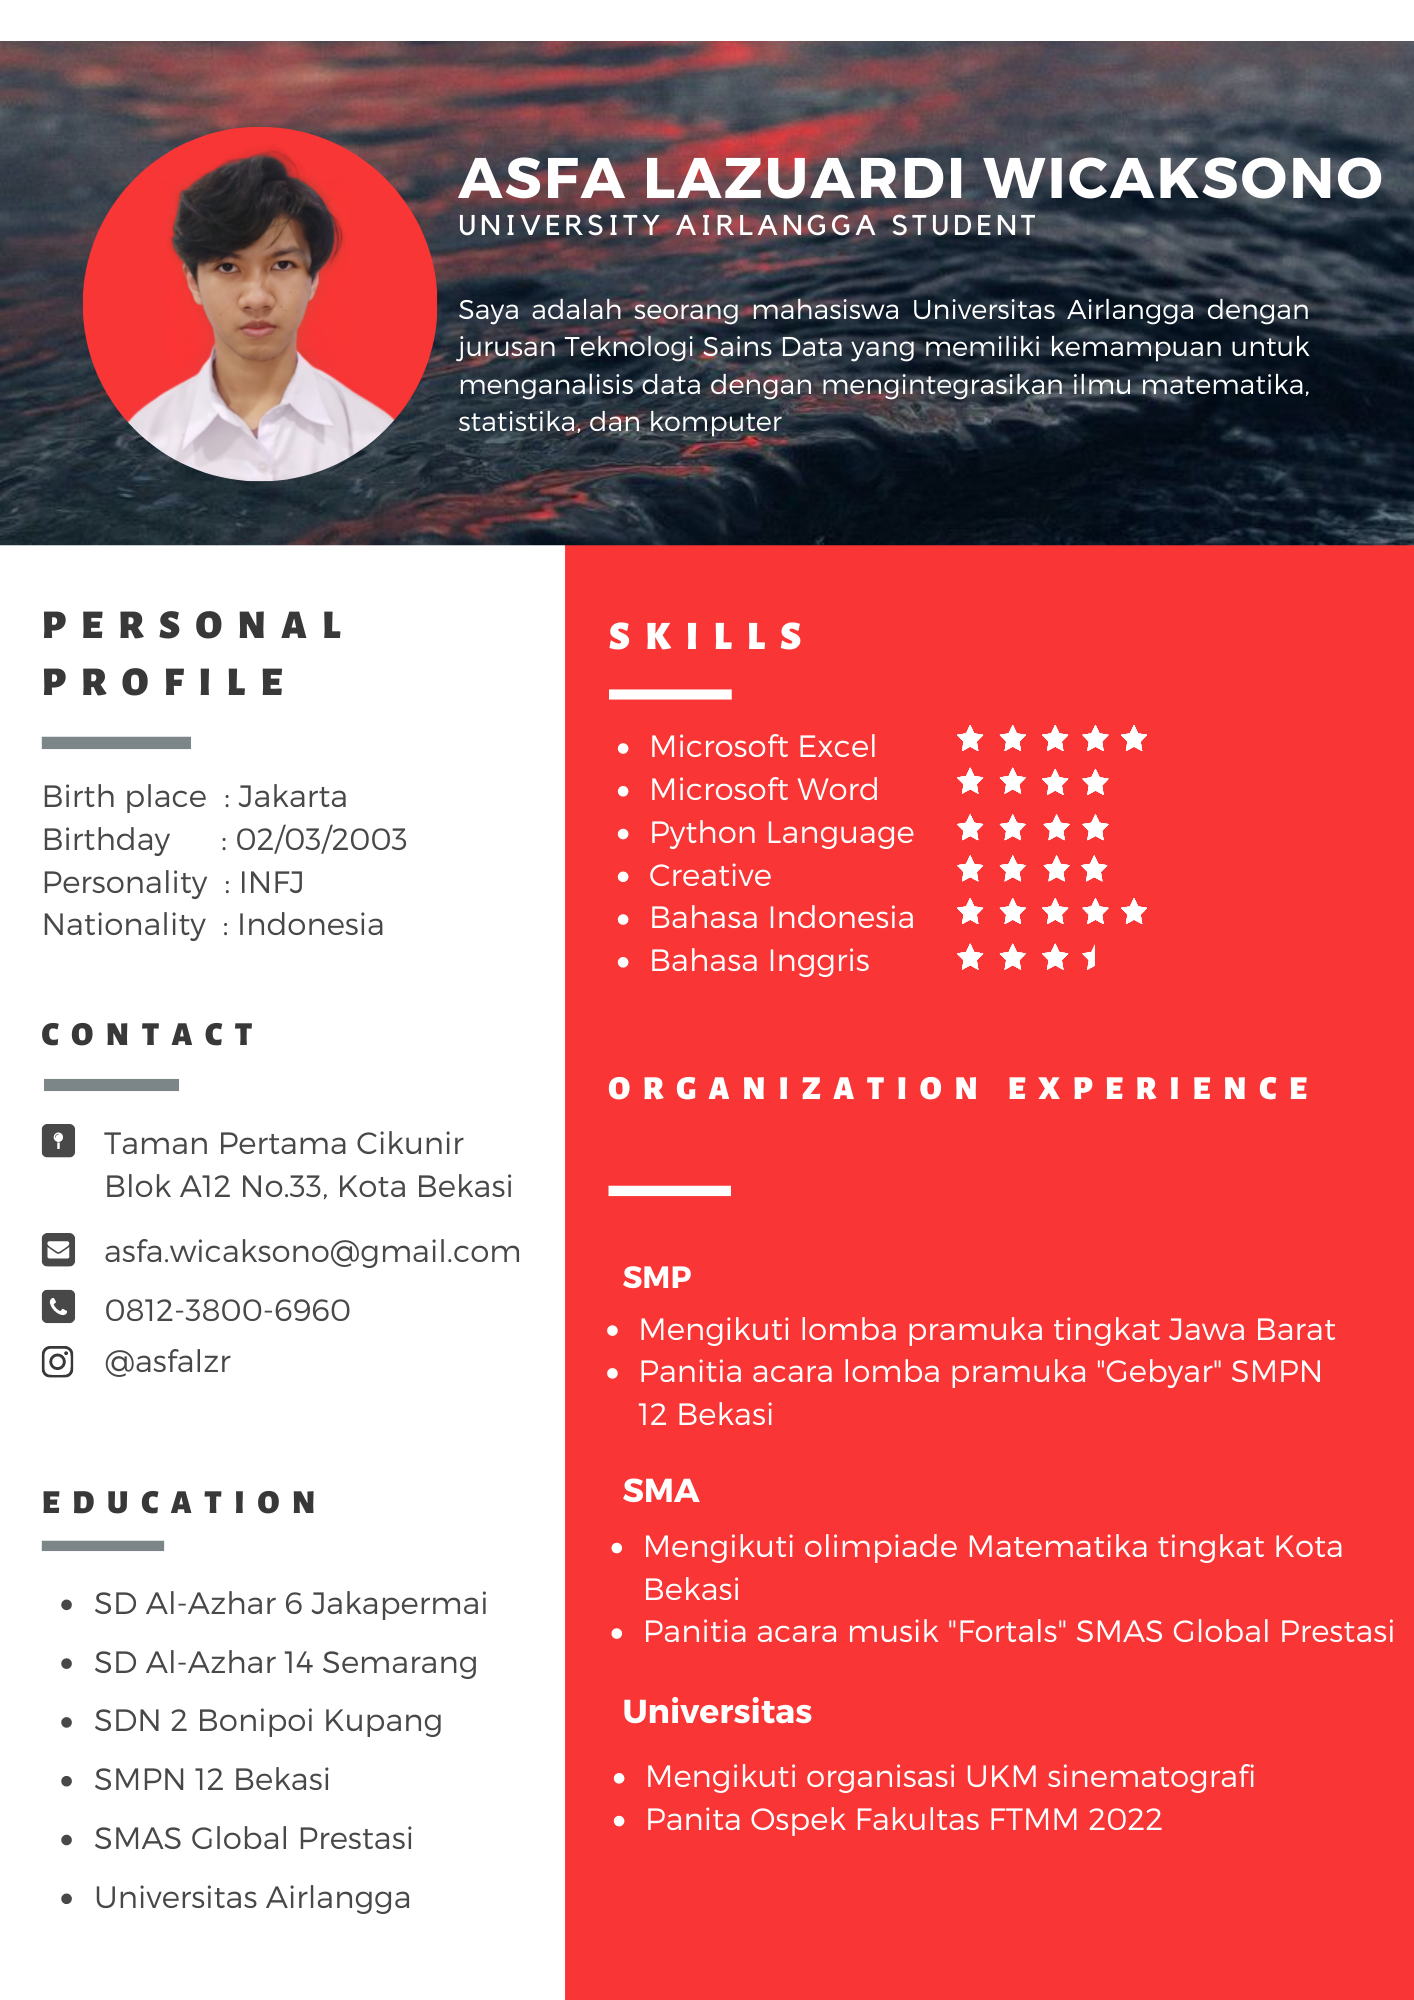 ASFA LAZUARDI WICAKSONO
UNIVERSITY AIRLANGGA STUDENT
Saya adalah seorang mahasiswa Universitas Airlangga dengan
jurusan Teknologi Sains Data yang memiliki kemampuan untuk
menganalisis data dengan mengintegrasikan ilmu matematika,
statistika, dan komputer
PERSONAL
PROFILE
Birth place : Jakarta
Birthday : 02/03/2003
Personality : INFJ
Nationality : Indonesia
CONTACT
Taman Pertama Cikunir
Blok A12 No.33, Kota Bekasi
asfa.wicaksono@gmail.com
0812-3800-6960
@asfalzr
EDUCATION
• SD Al-Azhar 6 Jakapermai
• SD Al-Azhar 14 Semarang
• SDN 2 Bonipoi Kupang
• SMPN 12 Bekasi
• SMAS Global Prestasi
• Universitas Airlangga
SKILLS
• Microsoft Excel
• Microsoft Word
• Python Language
• Creative
• Bahasa Indonesia
• Bahasa Inggris
ORGANIZATION EXPERIENCE
SMP
• Mengikuti lomba pramuka tingkat Jawa Barat
• Panitia acara lomba pramuka "Gebyar" SMPN
12 Bekasi
SMA
• Mengikuti olimpiade Matematika tingkat Kota
Bekasi
• Panitia acara musik "Fortals" SMAS Global Prestasi
Universitas
• Mengikuti organisasi UKM sinematografi
• Panita Ospek Fakultas FTMM 2022